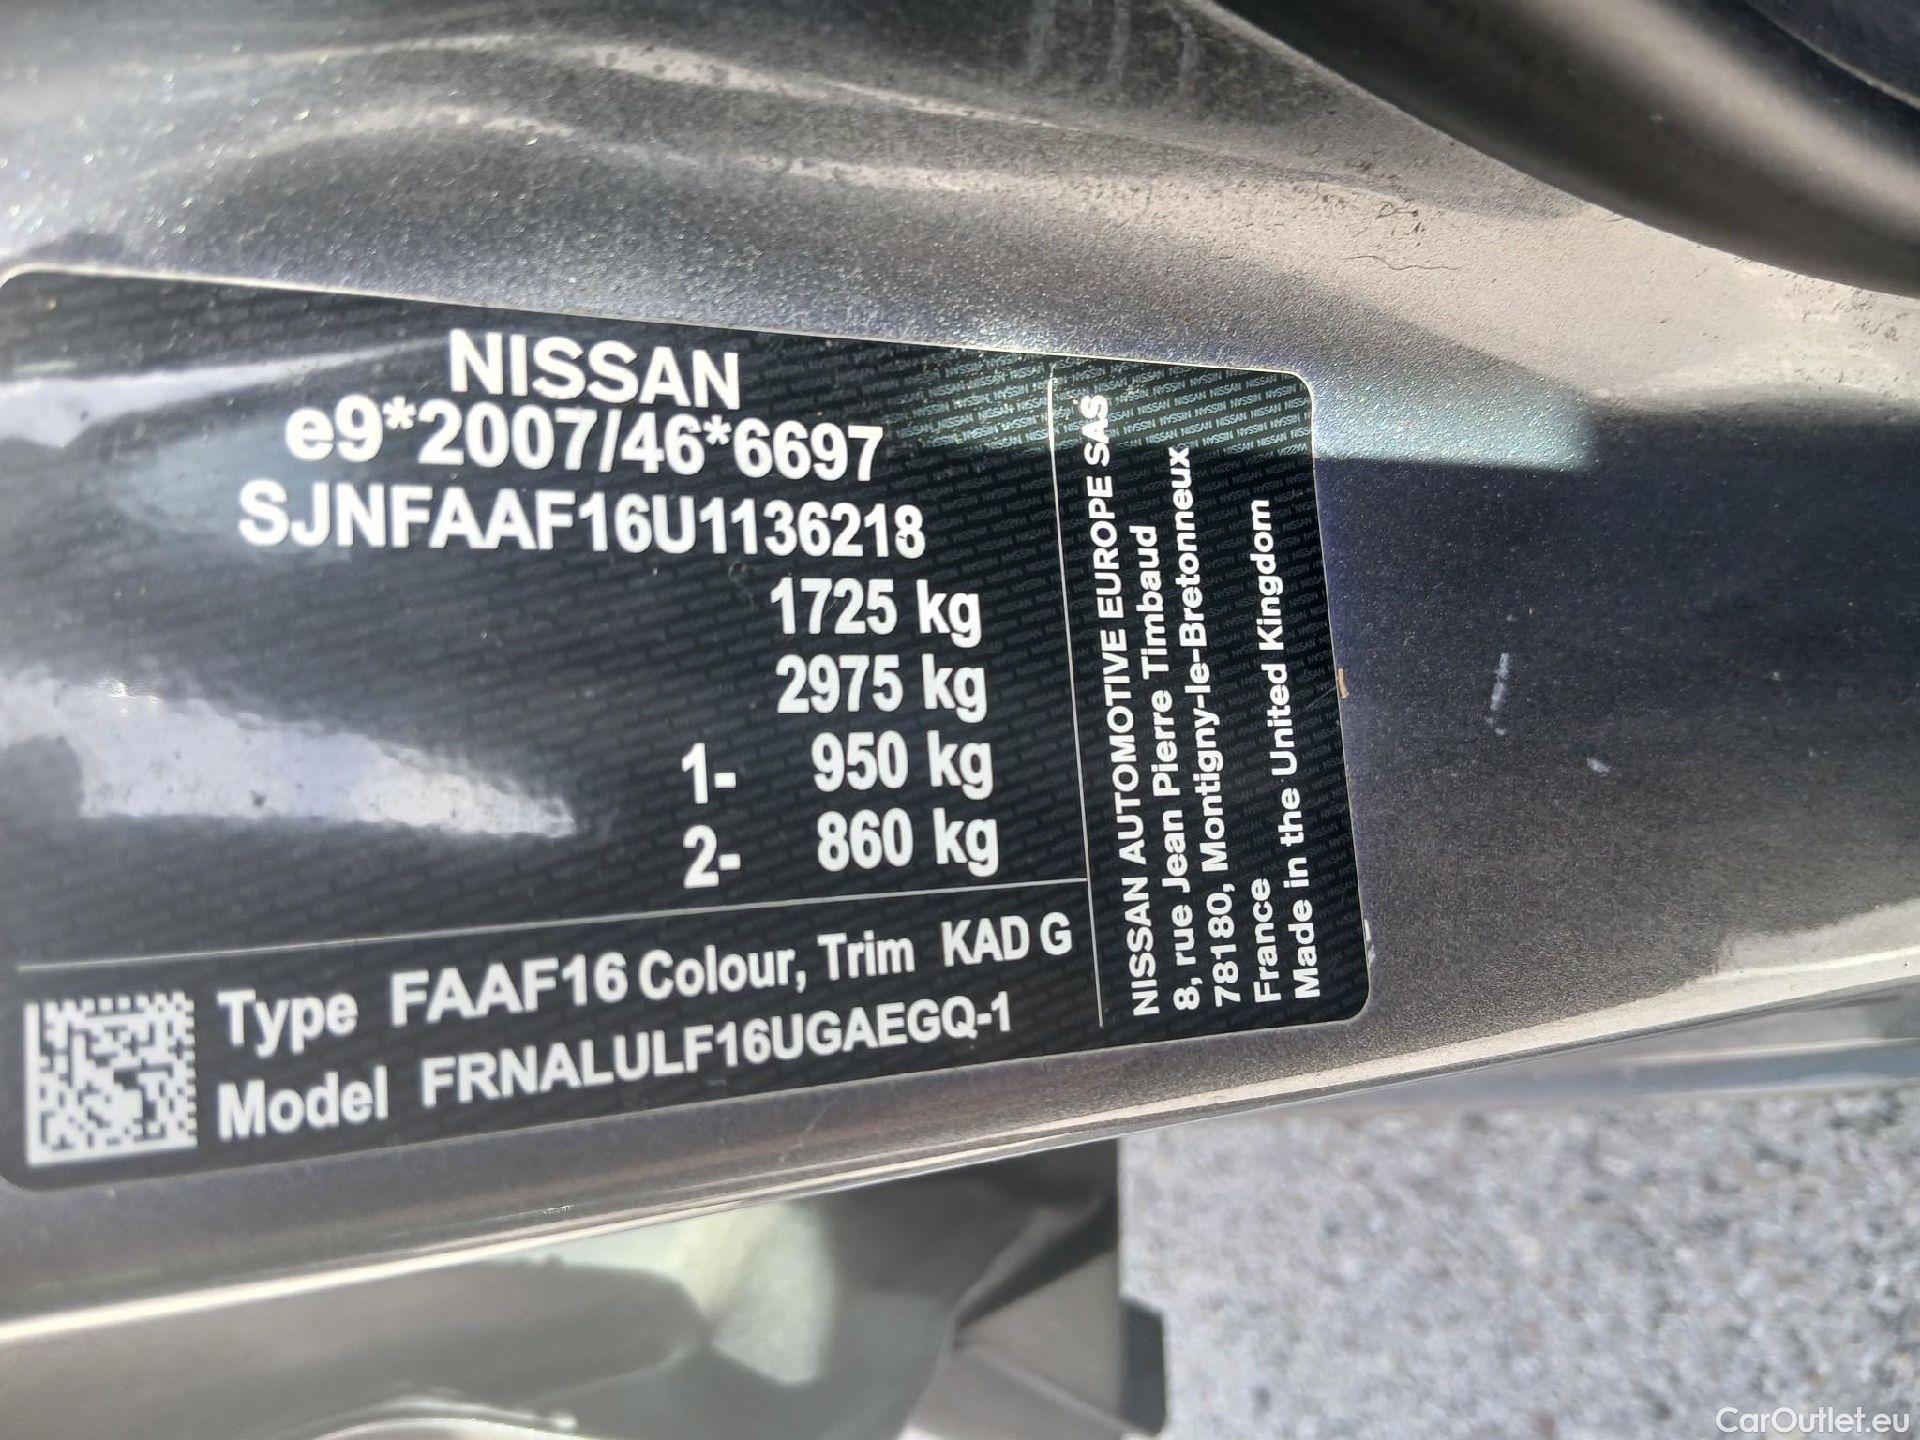 NISSAN
e9*2007/46*6697
SJNFAAF16U1136218
1725 kg
2975 kg
1- 950 kg
2- 860 kg
Type FAAF16 Colour, Trim KAD G
Model FRNALULF16UGAEGQ-1
NISSAN AUTOMOTIVE EUROPE SAS
8, rue Jean Pierre Timbaud
78180, Montigny-le-Bretonneux
France
Made in the United Kingdom
CarOutlet.eu